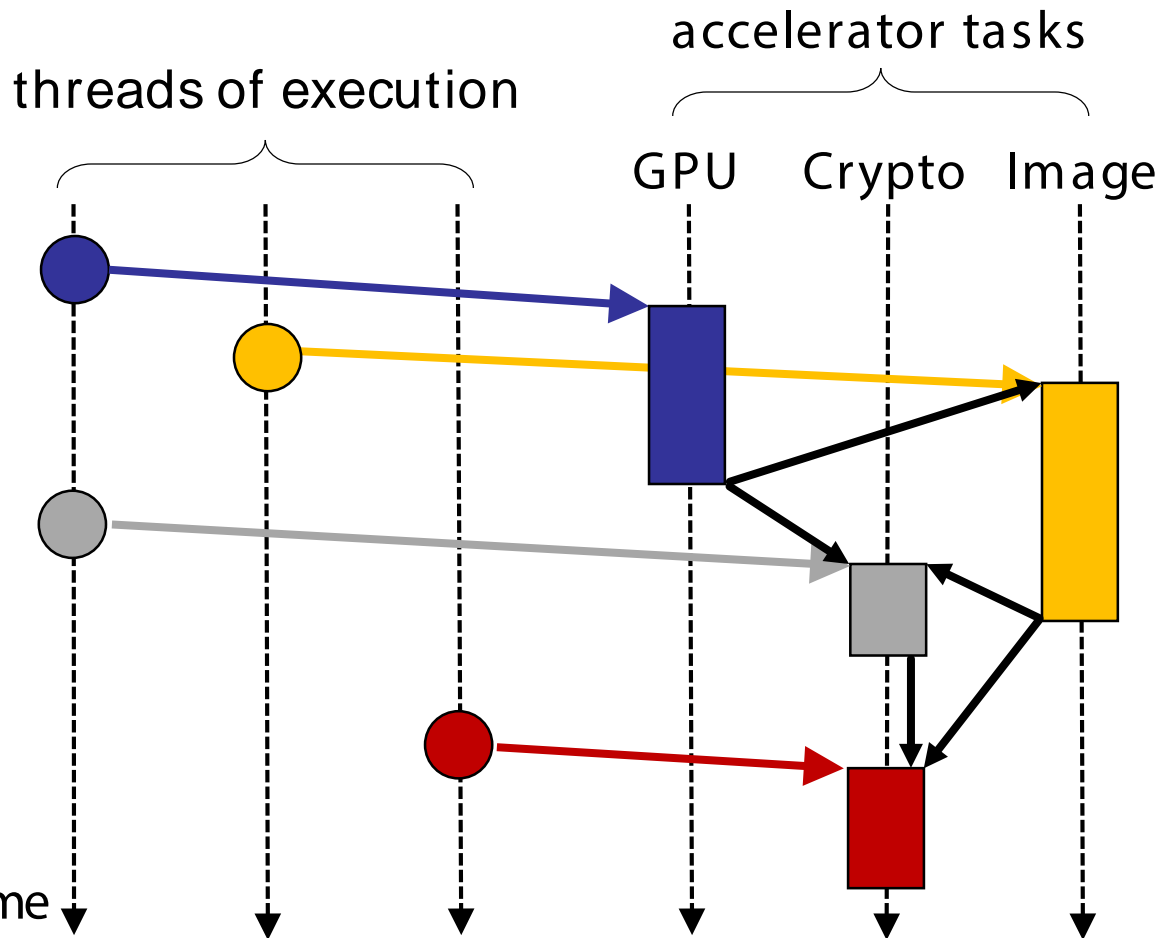 accelerator tasks
threads of execution
GPU Crypto Image
me